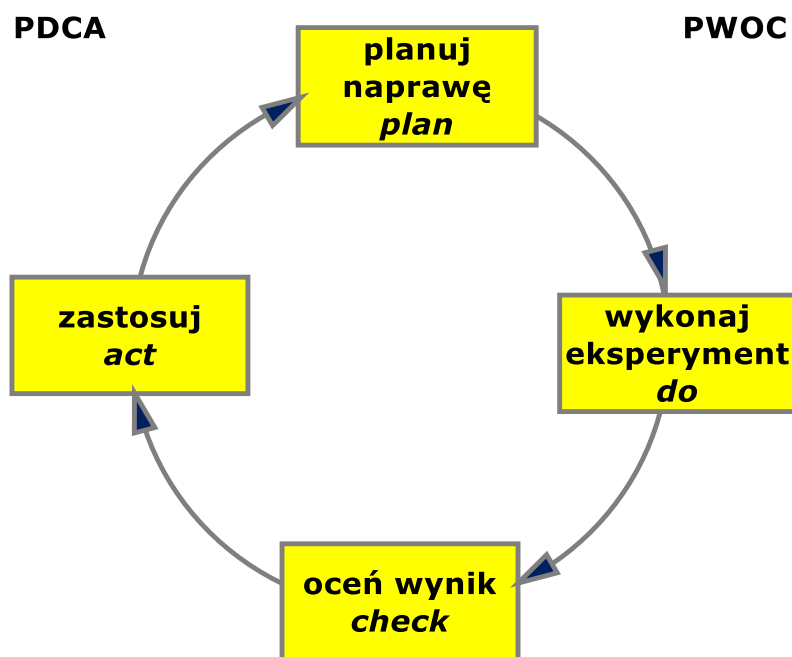 PDCA
PWOC
planuj
naprawę
plan
zastosuj
act
wykonaj
eksperyment
do
oceń wynik
check